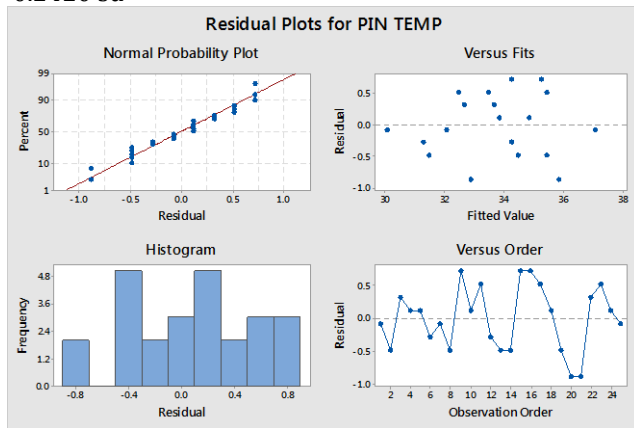 Residual Plots for PIN TEMP
Normal Probability Plot
99
90
50
10
1
Percent
-1.0 -0.5 0.0 0.5 1.0
Residual
Versus Fits
0.5
0.0
-0.5
-1.0
Residual
30 32 34 36 38
Fitted Value
Histogram
4.8
3.6
2.4
1.2
0.0
Frequency
-0.8 -0.4 0.0 0.4 0.8
Residual
Versus Order
0.5
0.0
-0.5
-1.0
Residual
2 4 6 8 10 12 14 16 18 20 22 24
Observation Order